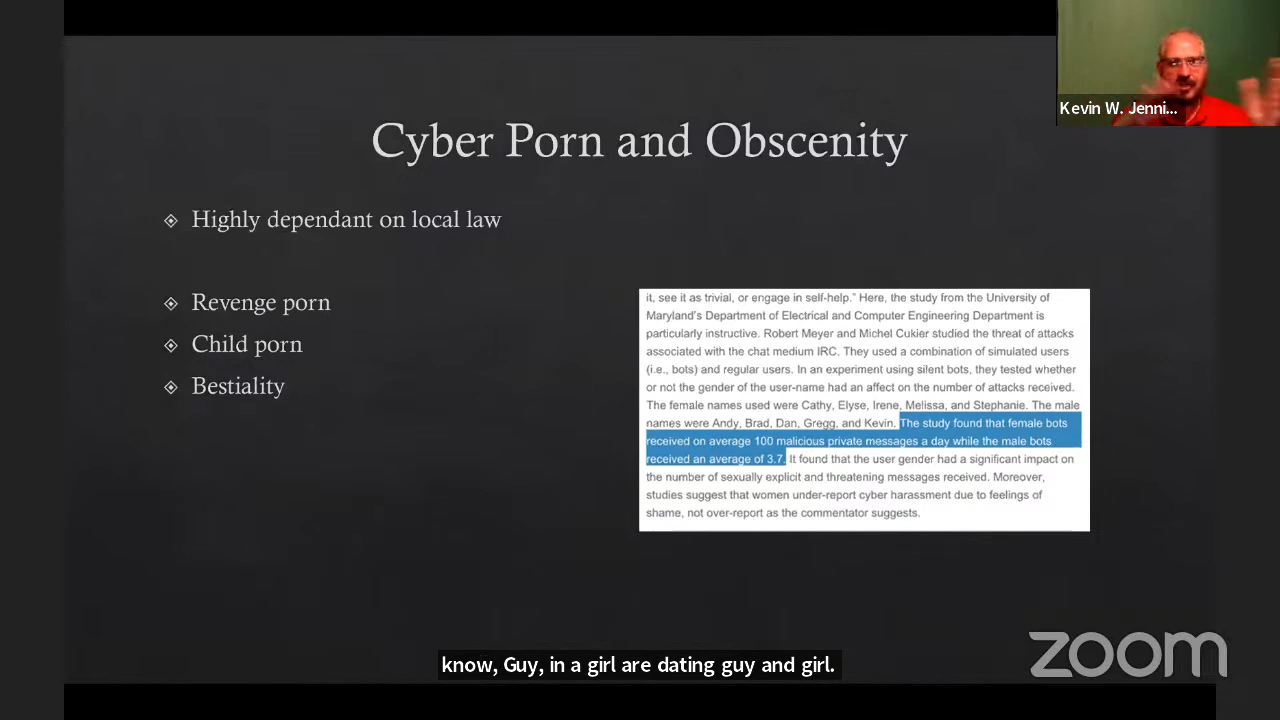 Kevin W. Jenni...
Cyber Porn and Obscenity
Highly dependant on local law
Revenge porn
Child porn
Bestiality
it, see it as trivial, or engage in self-help." Here, the study from the University of
Maryland's Department of Electrical and Computer Engineering Department is
particularly instructive. Robert Meyer and Michel Cukier studied the threat of attacks
associated with the chat medium IRC. They used a combination of simulated users
(i.e., bots) and regular users. In an experiment using silent bots, they tested whether
or not the gender of the user-name had an affect on the number of attacks received.
The female names used were Cathy, Elyse, Irene, Melissa, and Stephanie. The male
names were Andy, Brad, Dan, Gregg, and Kevin. The study found that female bots
received on average 100 malicious private messages a day while the male bots
received an average of 3.7. It found that the user gender had a significant impact on
the number of sexually explicit and threatening messages received. Moreover,
studies suggest that women under-report cyber harassment due to feelings of
shame, not over-report as the commentator suggests.
know, Guy, in a girl are dating guy and girl.
zoom